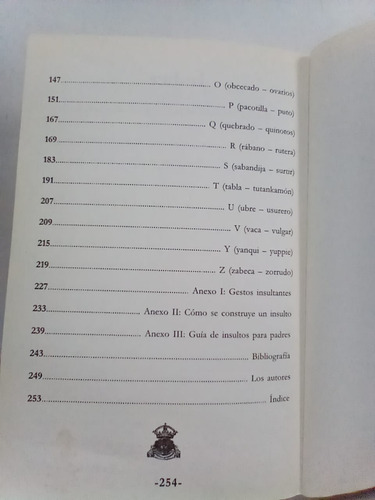 147 ........ O (obcecado – ovarios)
151 ........ P (pacotilla – puto)
167 ........ Q (quebrado – quinotos)
169 ........ R (rábano – rutera)
183 ........ S (sabandija – surtir)
191 ........ T (tabla – tutankamón)
207 ........ U (ubre – usurero)
209 ........ V (vaca – vulgar)
215 ........ Y (yanqui – yuppie)
219 ........ Z (zabeca – zorrudo)
227 ........ Anexo I: Gestos insultantes
233 ........ Anexo II: Cómo se construye un insulto
239 ........ Anexo III: Guía de insultos para padres
243 ........ Bibliografía
249 ........ Los autores
253 ........ Índice
-254-